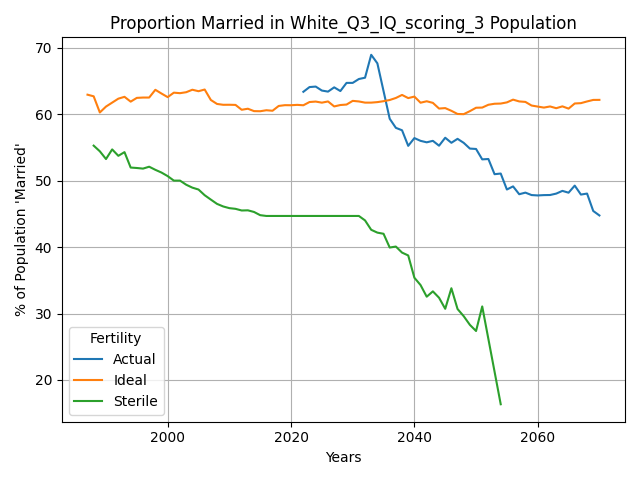 Proportion Married in White_Q3_IQ_scoring_3 Population
% of Population 'Married'
70
60
50
40
30
20
Fertility
Actual
Ideal
Sterile
2000 2020 2040 2060
Years